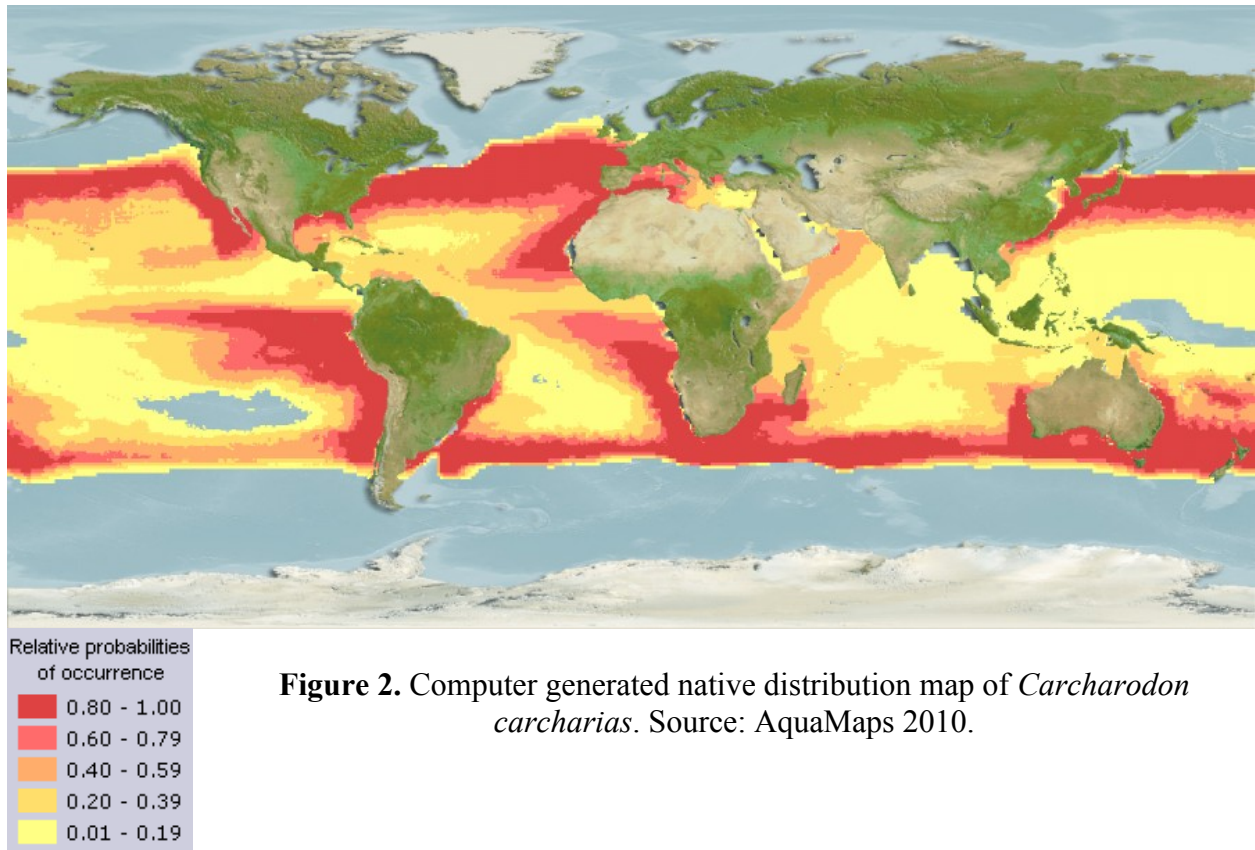 Relative probabilities
of occurrence
0.80 - 1.00
0.60 - 0.79
0.40 - 0.59
0.20 - 0.39
0.01 - 0.19
Figure 2. Computer generated native distribution map of Carcharodon
carcharias. Source: AquaMaps 2010.